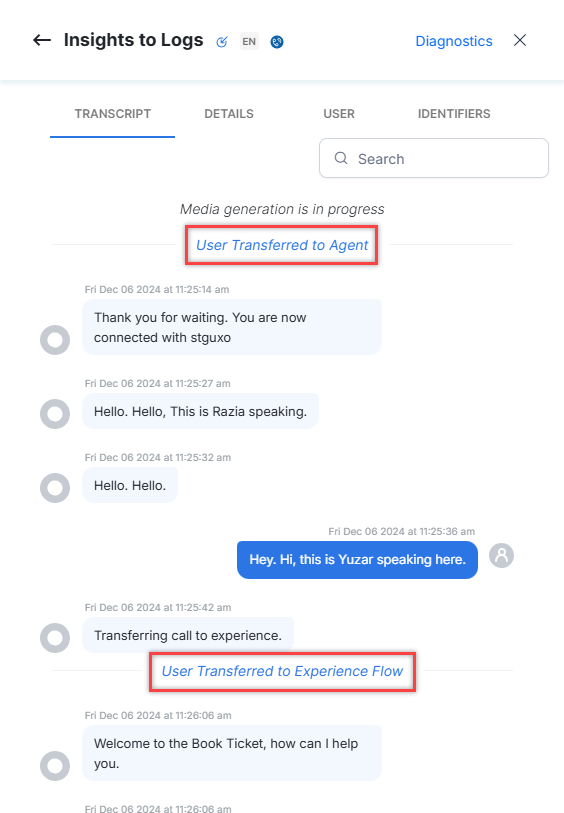 Insights to Logs EN Diagnostics
TRANSCRIPT DETAILS USER IDENTIFIERS
Search
Media generation is in progress
User Transferred to Agent
Fri Dec 06 2024 at 11:25:14 am
Thank you for waiting. You are now
connected with stguxo
Fri Dec 06 2024 at 11:25:27 am
Hello. Hello, This is Razia speaking.
Fri Dec 06 2024 at 11:25:32 am
Hello. Hello.
Fri Dec 06 2024 at 11:25:36 am
Hey. Hi, this is Yuzar speaking here.
Fri Dec 06 2024 at 11:25:42 am
Transferring call to experience.
User Transferred to Experience Flow
Fri Dec 06 2024 at 11:26:06 am
Welcome to the Book Ticket, how can I help
you.
Fri Dec 06 2024 at 11:26:06 am